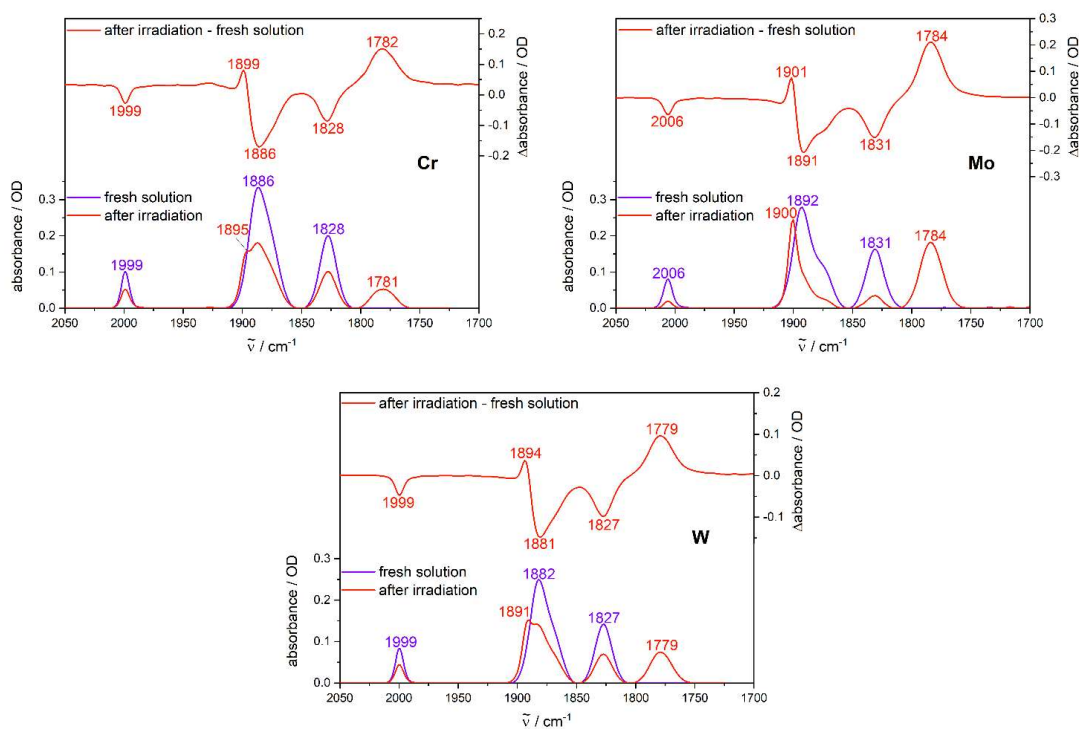 after irradiation - fresh solution
1782
1899
1999
1886
1828
Cr
0.2
0.1
0.0
-0.1
-0.2
Δabsorbance / OD
fresh solution
after irradiation
1886
1895
1828
1999
1781
0.3
0.2
0.1
0.0
absorbance / OD
2050 2000 1950 1900 1850 1800 1750 1700
ν̃ / cm⁻¹
after irradiation - fresh solution
1784
1901
2006
1891
1831
Mo
0.3
0.2
0.1
0.0
-0.1
-0.2
-0.3
Δabsorbance / OD
fresh solution
after irradiation
1892
1900
1831
1784
2006
0.3
0.2
0.1
0.0
absorbance / OD
2050 2000 1950 1900 1850 1800 1750 1700
ν̃ / cm⁻¹
after irradiation - fresh solution
1779
1894
1999
1881
1827
W
0.2
0.1
0.0
-0.1
Δabsorbance / OD
fresh solution
after irradiation
1882
1891
1827
1999
1779
0.3
0.2
0.1
0.0
absorbance / OD
2050 2000 1950 1900 1850 1800 1750 1700
ν̃ / cm⁻¹